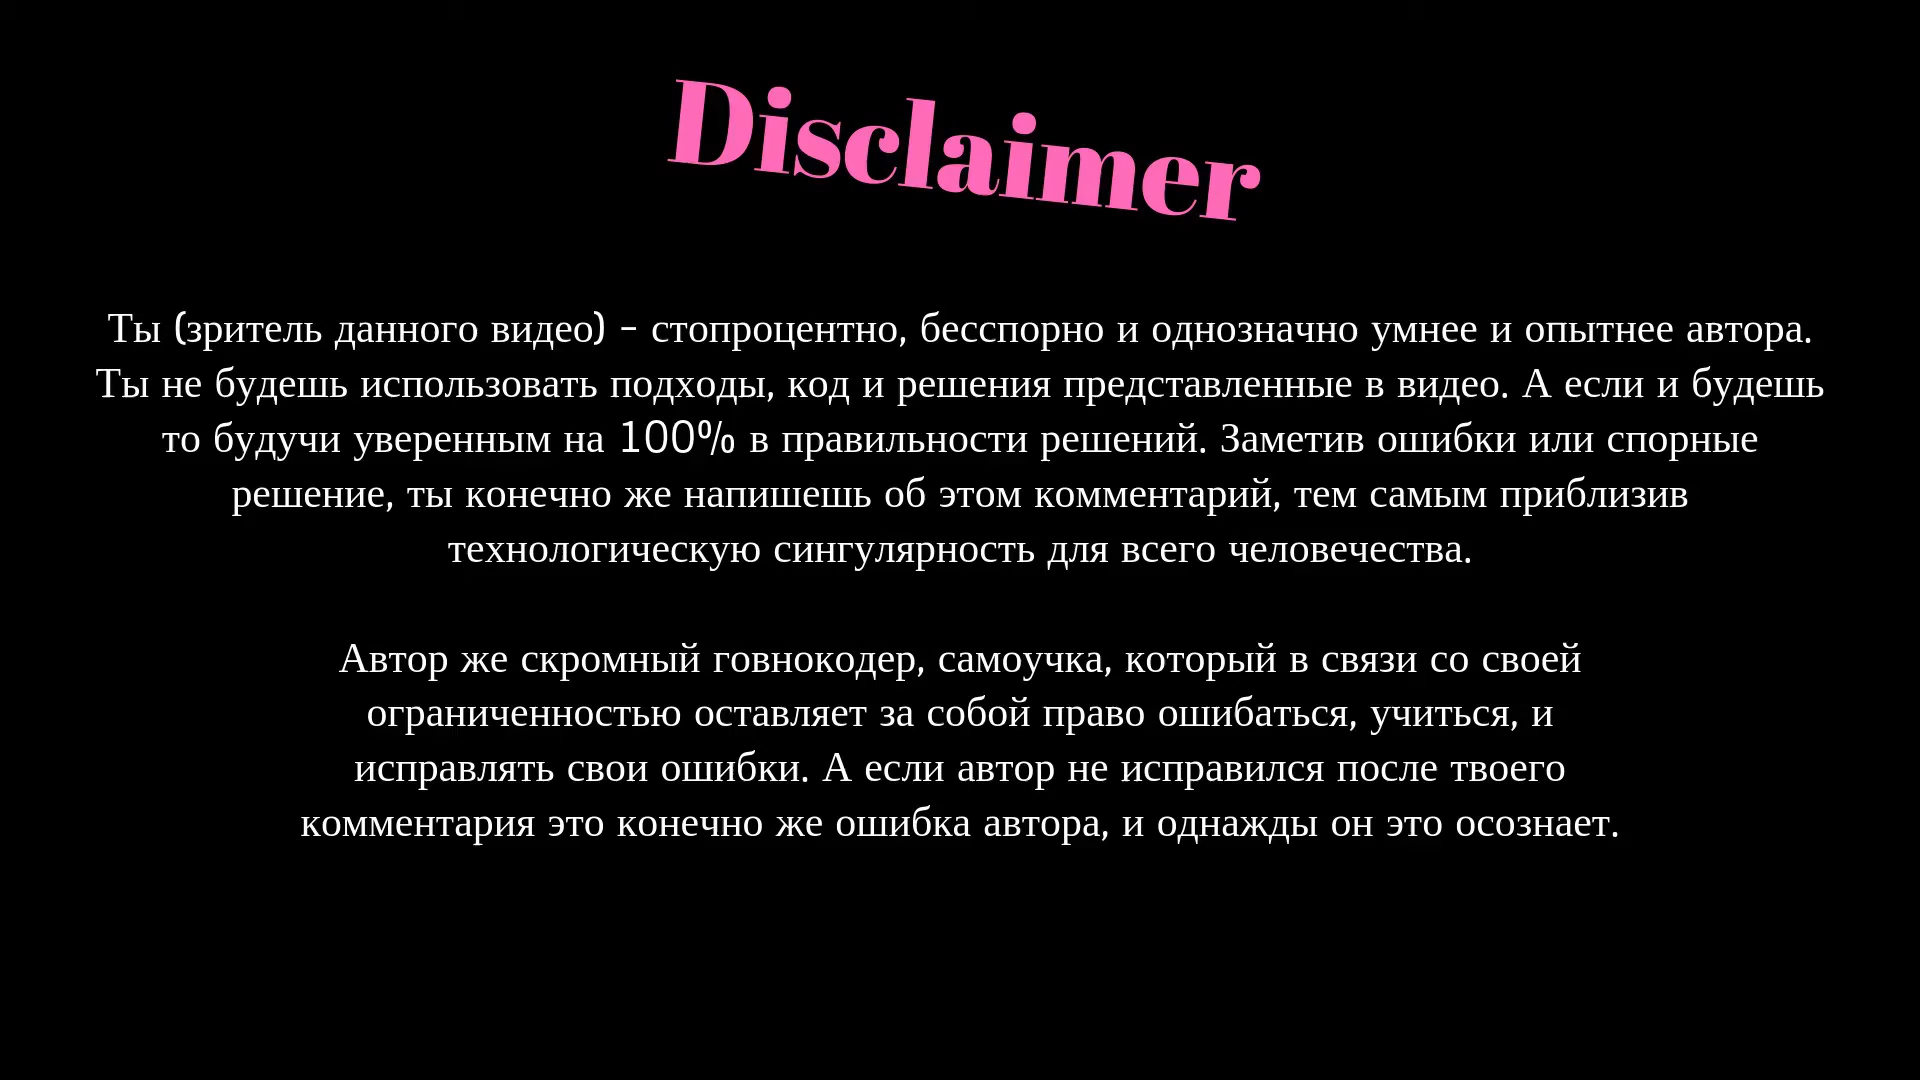 Disclaimer
Ты (зритель данного видео) - стопроцентно, бесспорно и однозначно умнее и опытнее автора.
Ты не будешь использовать подходы, код и решения представленные в видео. А если и будешь
то будучи уверенным на 100% в правильности решений. Заметив ошибки или спорные
решение, ты конечно же напишешь об этом комментарий, тем самым приблизив
технологическую сингулярность для всего человечества.
Автор же скромный говнокодер, самоучка, который в связи со своей
ограниченностью оставляет за собой право ошибаться, учиться, и
исправлять свои ошибки. А если автор не исправился после твоего
комментария это конечно же ошибка автора, и однажды он это осознает.